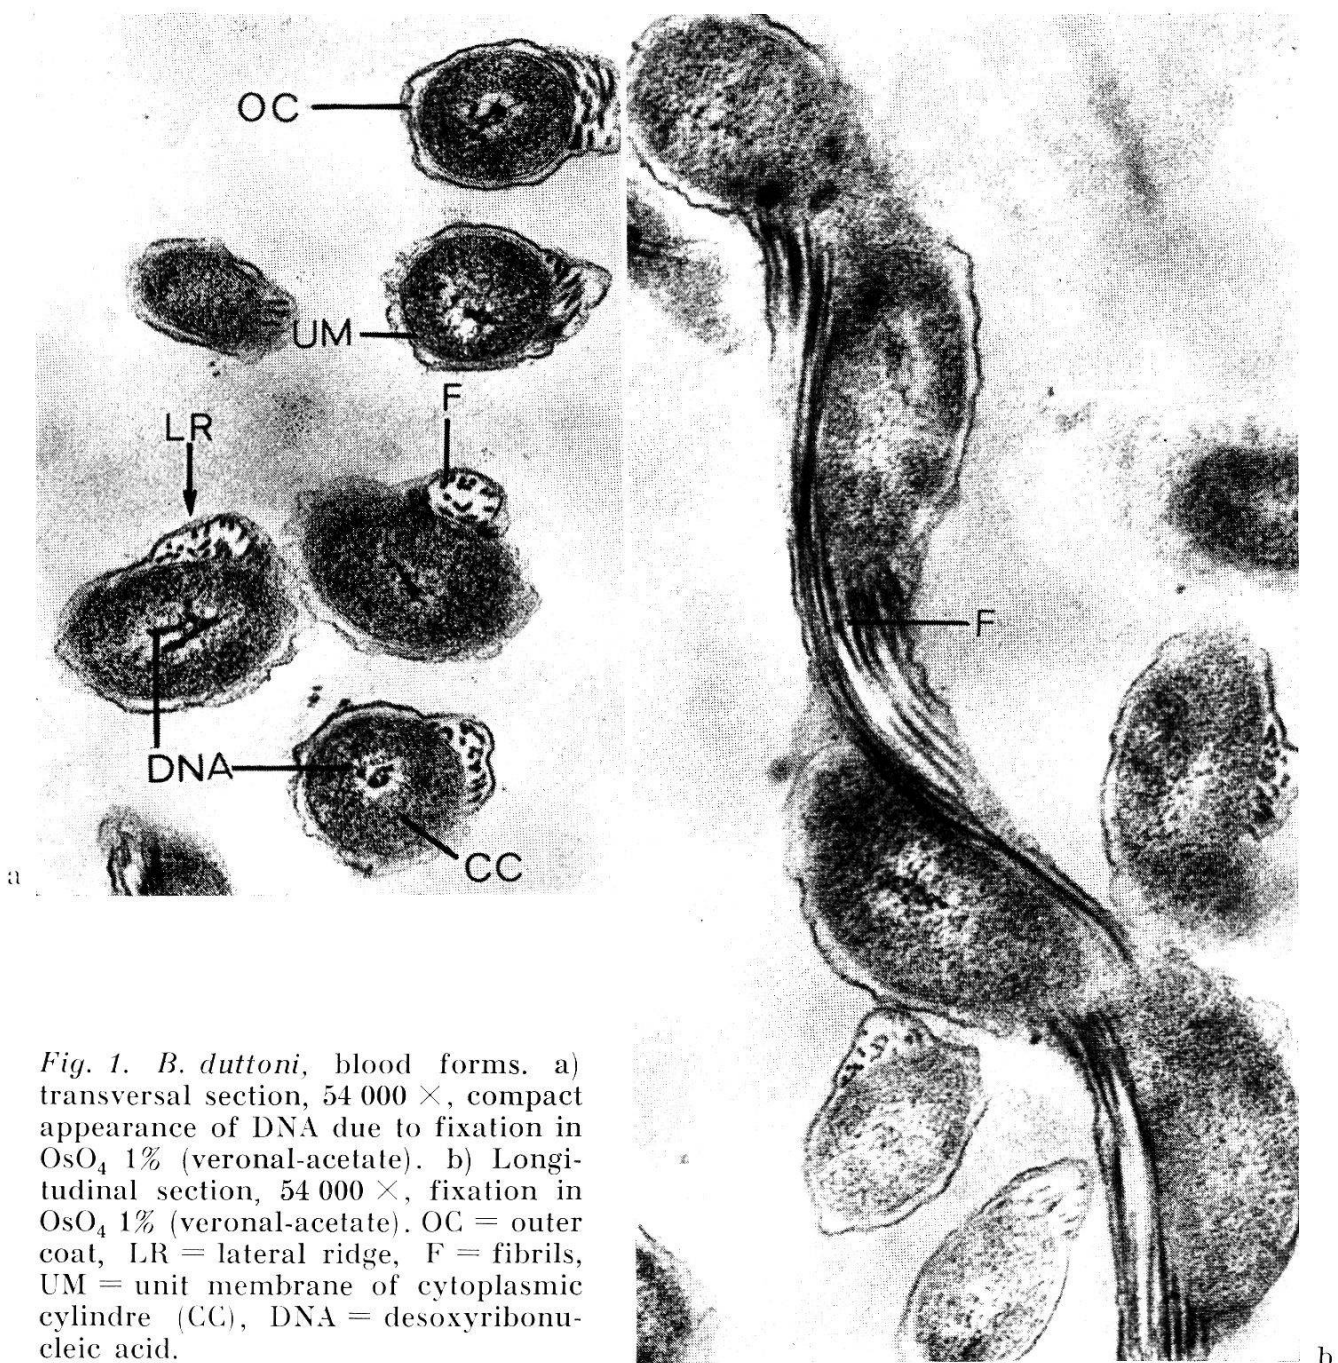 OC
UM
F
LR
F
DNA
CC
a
Fig. 1. B. duttoni, blood forms. a)
transversal section, 54 000 ×, compact
appearance of DNA due to fixation in
OsO₄ 1% (veronal-acetate). b) Longi-
tudinal section, 54 000 ×, fixation in
OsO₄ 1% (veronal-acetate). OC = outer
coat, LR = lateral ridge, F = fibrils,
UM = unit membrane of cytoplasmic
cylindre (CC), DNA = desoxyribonu-
cleic acid.
b